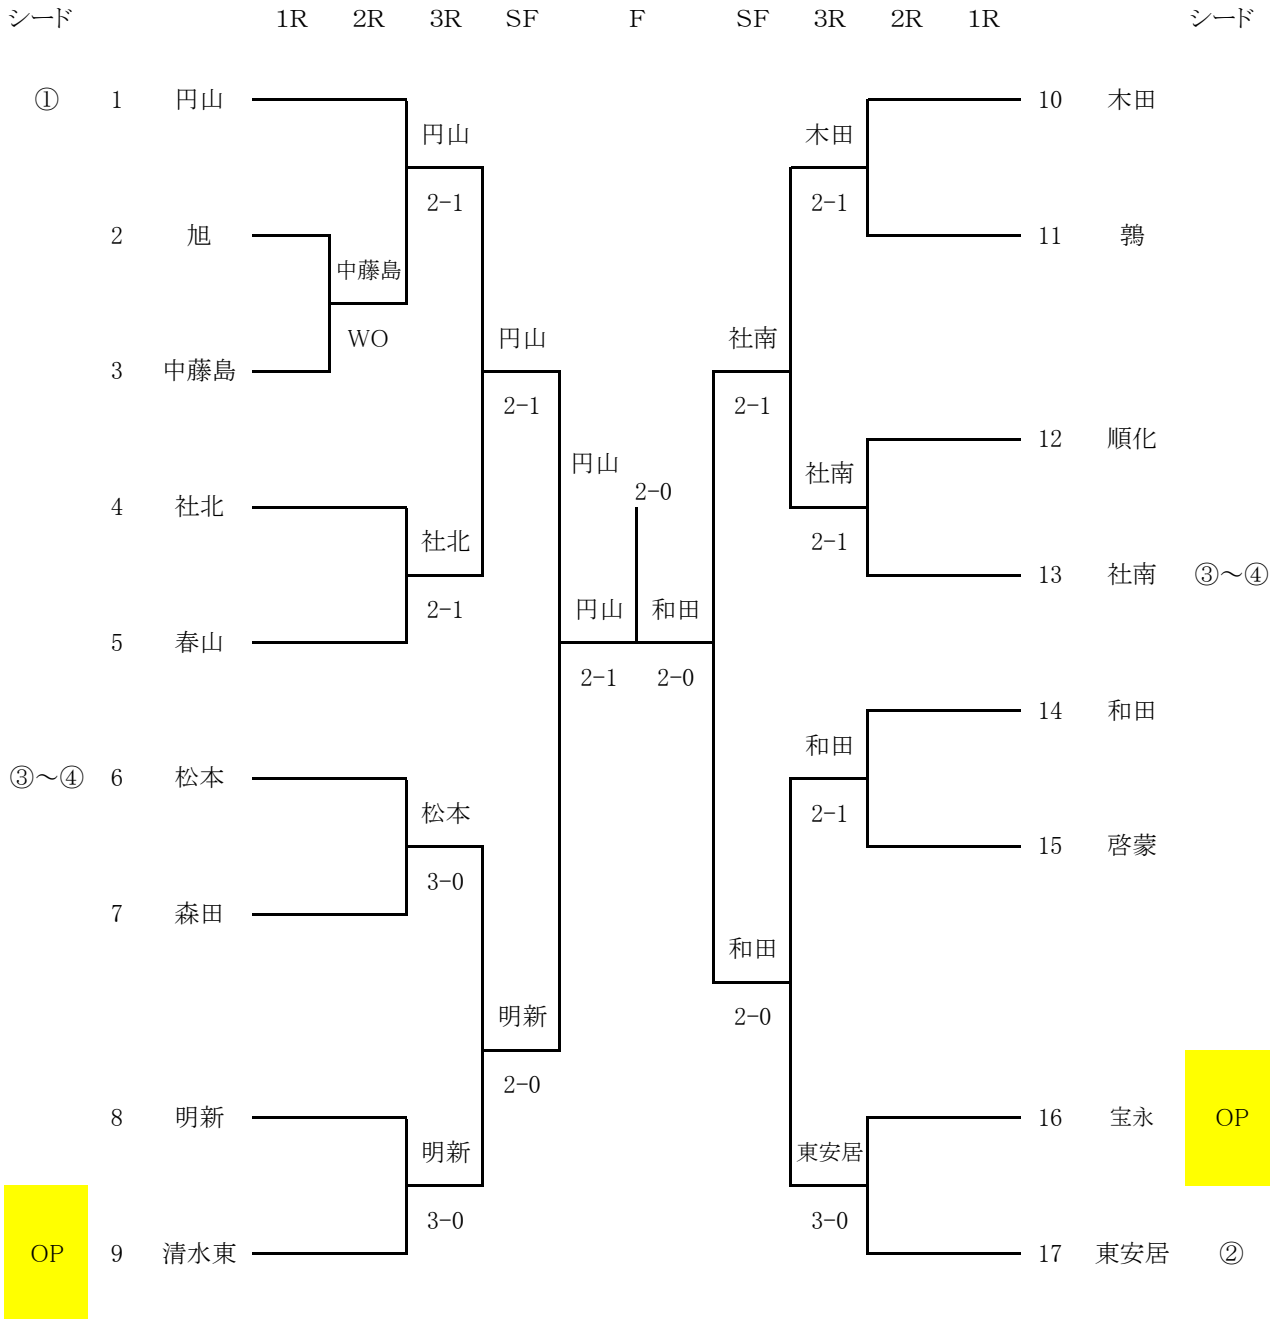 シード 1R 2R 3R SF F SF 3R 2R 1R シード
① 1 円山 10 木田
円山 木田
2-1 2-1
2 旭 11 鶉
中藤島
WO 円山 社南
3 中藤島
2-1 2-1
12 順化
円山 社南
2-0
4 社北
社北 2-1
13 社南 ③～④
2-1 円山 和田
5 春山
2-1 2-0
14 和田
和田
③～④ 6 松本
松本 2-1
15 啓蒙
3-0
7 森田
和田
明新 2-0
2-0
8 明新 16 宝永 OP
明新 東安居
3-0 3-0
OP 9 清水東 17 東安居 ②